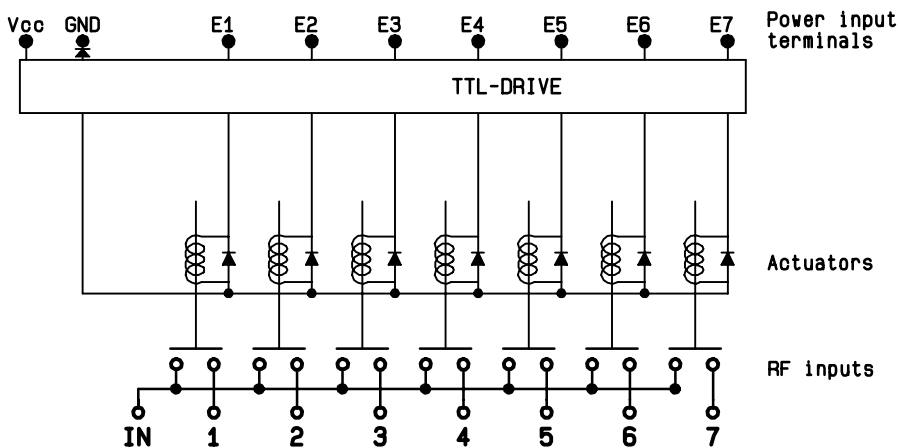 Vcc GND E1 E2 E3 E4 E5 E6 E7 Power input
terminals
TTL-DRIVE
Actuators
RF inputs
IN 1 2 3 4 5 6 7